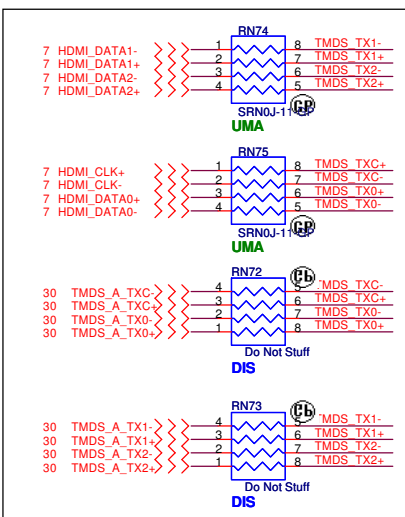 RN74
7 HDMI_DATA1- 1 8 TMDS_TX1-
7 HDMI_DATA1+ 2 7 TMDS_TX1+
7 HDMI_DATA2- 3 6 TMDS_TX2-
7 HDMI_DATA2+ 4 5 TMDS_TX2+
SRN0J-11-GP
UMA
RN75
7 HDMI_CLK+ 1 8 TMDS_TXC+
7 HDMI_CLK- 2 7 TMDS_TXC-
7 HDMI_DATA0+ 3 6 TMDS_TX0+
7 HDMI_DATA0- 4 5 TMDS_TX0-
UMA
RN72
30 TMDS_A_TXC- 4 5 TMDS_TXC-
30 TMDS_A_TXC+ 3 6 TMDS_TXC+
30 TMDS_A_TX0- 2 7 TMDS_TX0-
30 TMDS_A_TX0+ 1 8 TMDS_TX0+
Do Not Stuff
DIS
RN73
30 TMDS_A_TX1- 4 5 TMDS_TX1-
30 TMDS_A_TX1+ 3 6 TMDS_TX1+
30 TMDS_A_TX2- 2 7 TMDS_TX2-
30 TMDS_A_TX2+ 1 8 TMDS_TX2+
Do Not Stuff
DIS